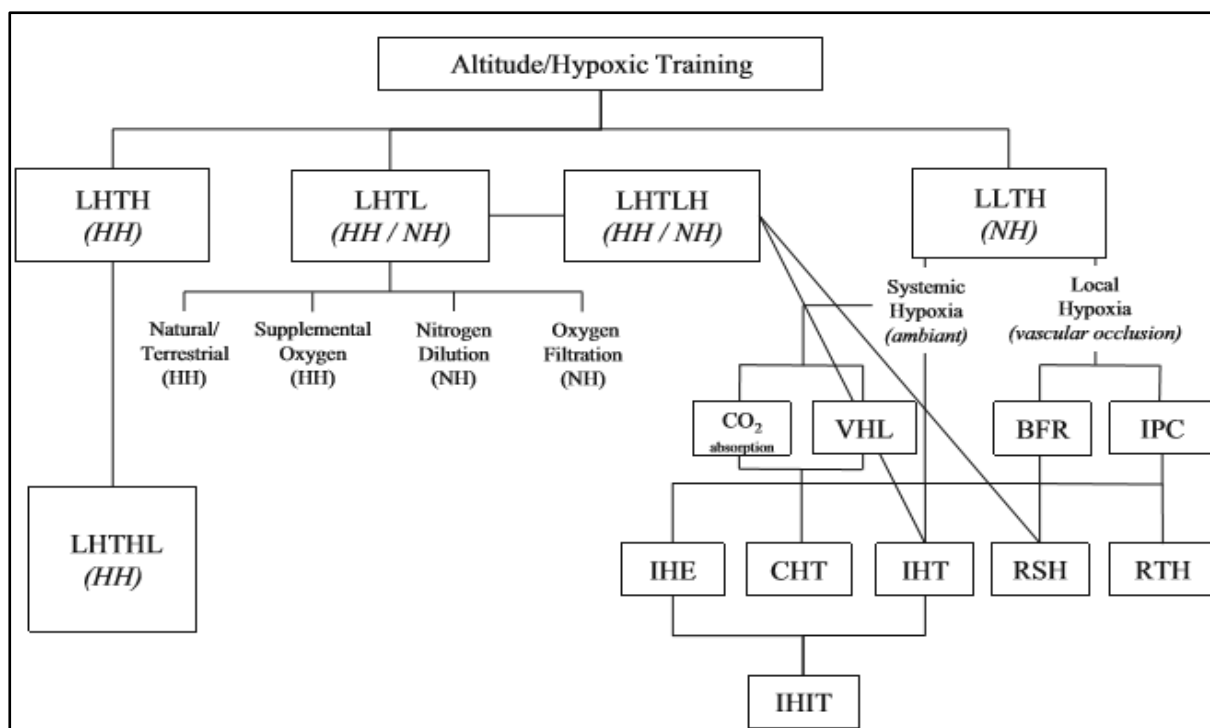 Altitude/Hypoxic Training
LHTH
(HH)
LHTL
(HH / NH)
LHTLH
(HH / NH)
LLTH
(NH)
Natural/
Terrestrial
(HH)
Supplemental
Oxygen
(HH)
Nitrogen
Dilution
(NH)
Oxygen
Filtration
(NH)
Systemic
Hypoxia
(ambiant)
Local
Hypoxia
(vascular occlusion)
CO₂
absorption
VHL
BFR
IPC
LHTHL
(HH)
IHE
CHT
IHT
RSH
RTH
IHIT